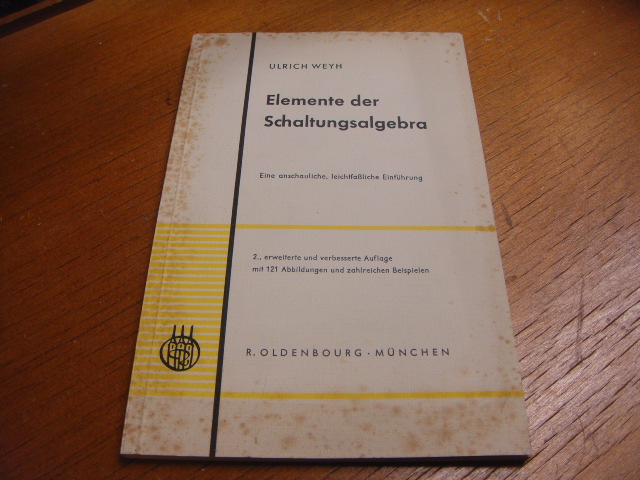 ULRICH WEYH
Elemente der
Schaltungsalgebra
Eine anschauliche, leichtfaßliche Einführung
2., erweiterte und verbesserte Auflage
mit 121 Abbildungen und zahlreichen Beispielen
R. OLDENBOURG · MÜNCHEN